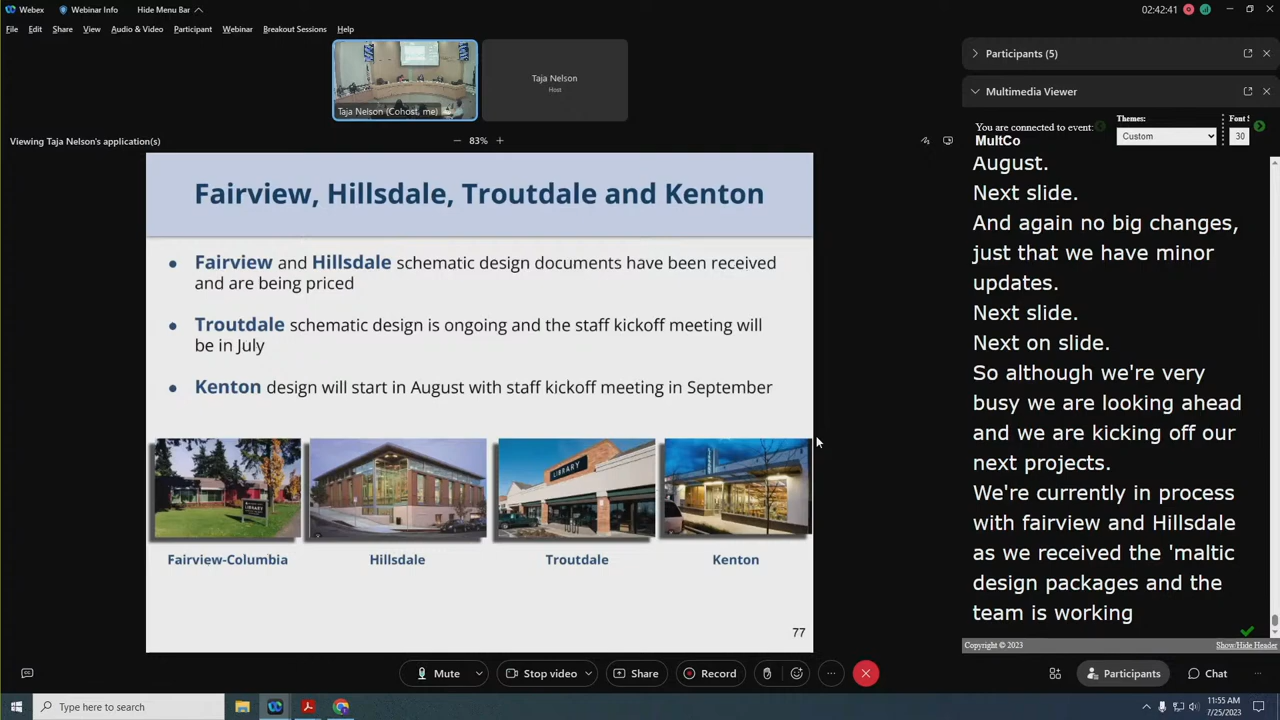 Webex
Webinar Info
Hide Menu Bar
02:42:41
File
Edit
Share
View
Audio & Video
Participant
Webinar
Breakout Sessions
Help
Taja Nelson (Cohost, me)
Taja Nelson
Host
Viewing Taja Nelson's application(s)
83%
Fairview, Hillsdale, Troutdale and Kenton
Fairview and Hillsdale schematic design documents have been received
and are being priced
Troutdale schematic design is ongoing and the staff kickoff meeting will
be in July
Kenton design will start in August with staff kickoff meeting in September
LIBRARY
Fairview-Columbia
Hillsdale
Troutdale
Kenton
77
Participants (5)
Multimedia Viewer
You are connected to event:
MultCo
Themes:
Custom
Font
30
August.
Next slide.
And again no big changes,
just that we have minor
updates.
Next slide.
Next on slide.
So although we're very
busy we are looking ahead
and we are kicking off our
next projects.
We're currently in process
with fairview and Hillsdale
as we received the 'maltic
design packages and the
team is working
Copyright © 2023
Show/Hide Header
Mute
Stop video
Share
Record
Participants
Chat
Type here to search
11:55 AM
7/25/2023